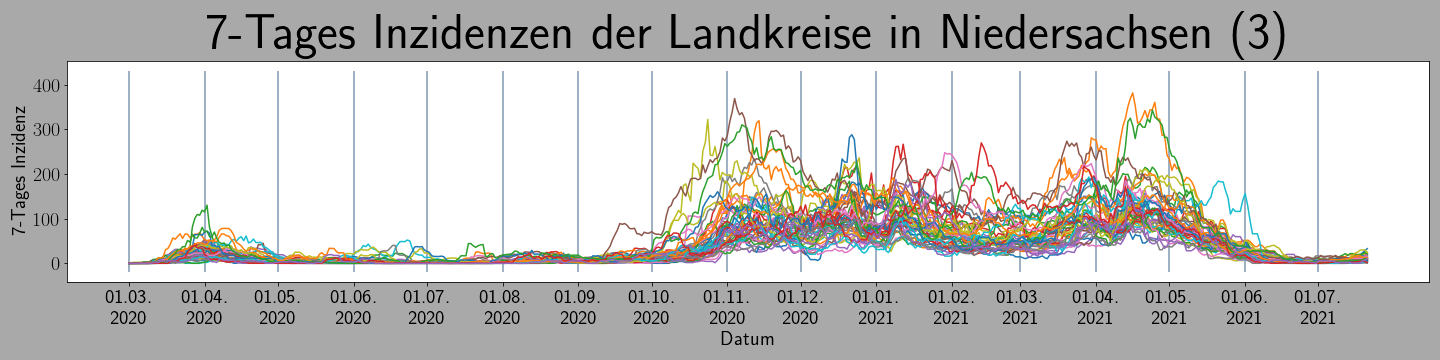 7-Tages Inzidenzen der Landkreise in Niedersachsen (3)
7-Tages Inzidenz
400
300
200
100
0
01.03. 01.04. 01.05. 01.06. 01.07. 01.08. 01.09. 01.10. 01.11. 01.12. 01.01. 01.02. 01.03. 01.04. 01.05. 01.06. 01.07.
2020 2020 2020 2020 2020 2020 2020 2020 2020 2020 2021 2021 2021 2021 2021 2021 2021
Datum